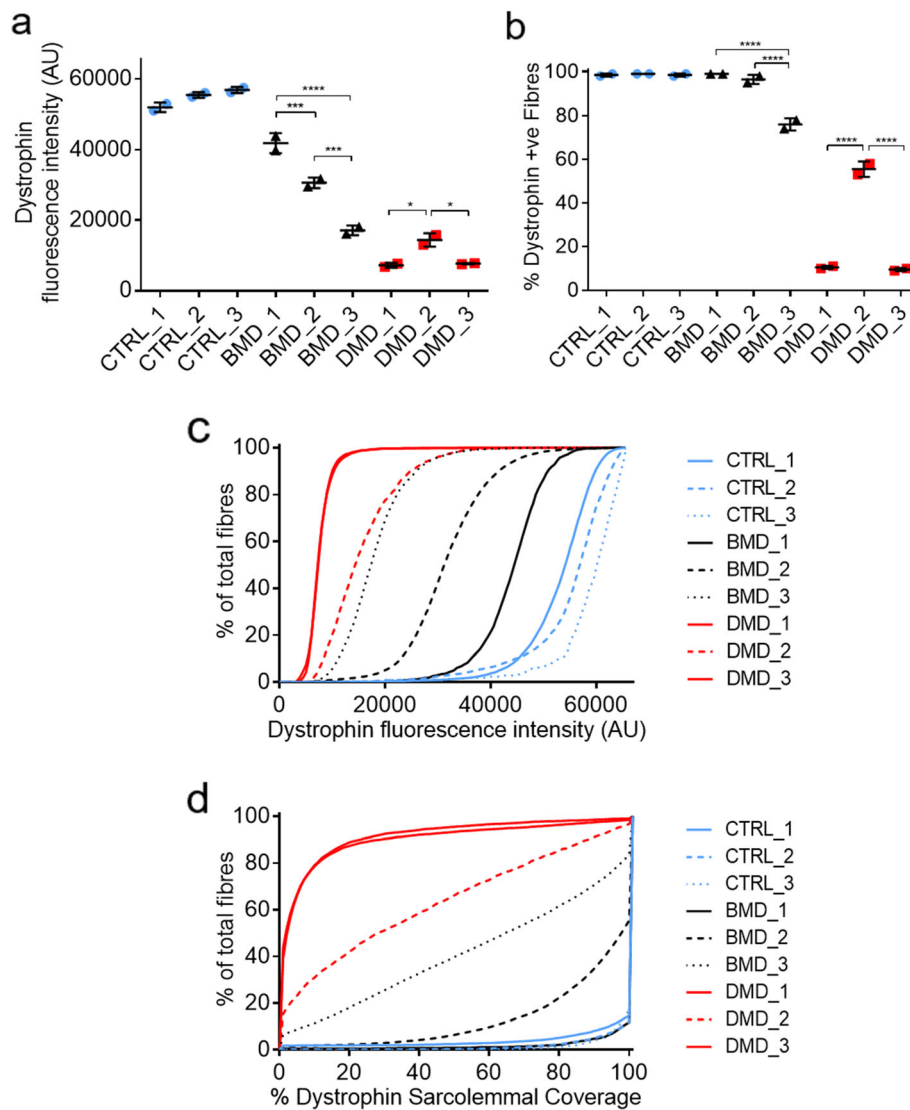 a
Dystrophin
fluorescence intensity (AU)
60000
40000
20000
0
****
***
***
*
*
CTRL_1
CTRL_2
CTRL_3
BMD_1
BMD_2
BMD_3
DMD_1
DMD_2
DMD_3
b
% Dystrophin +ve Fibres
100
80
60
40
20
0
****
****
****
****
CTRL_1
CTRL_2
CTRL_3
BMD_1
BMD_2
BMD_3
DMD_1
DMD_2
DMD_3
c
% of total fibres
100
80
60
40
20
0
0
20000
40000
60000
Dystrophin fluorescence intensity (AU)
CTRL_1
CTRL_2
CTRL_3
BMD_1
BMD_2
BMD_3
DMD_1
DMD_2
DMD_3
d
% of total fibres
100
80
60
40
20
0
0
20
40
60
80
100
% Dystrophin Sarcolemmal Coverage
CTRL_1
CTRL_2
CTRL_3
BMD_1
BMD_2
BMD_3
DMD_1
DMD_2
DMD_3